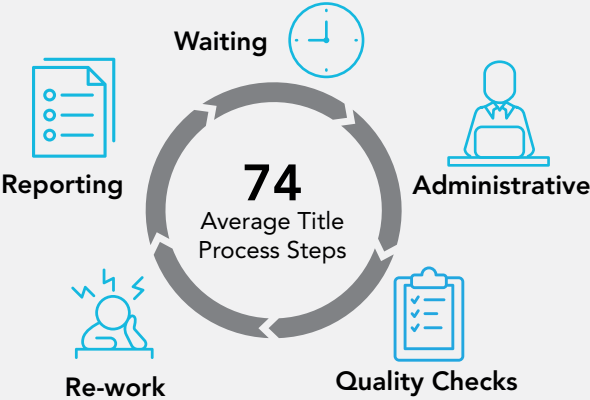 Waiting
Reporting
Administrative
74
Average Title
Process Steps
Re-work
Quality Checks